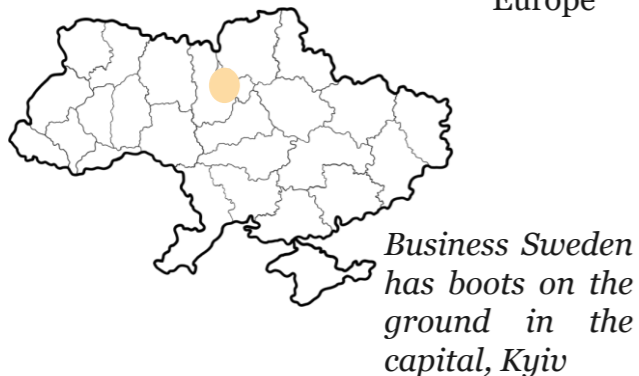 Europe
Business Sweden
has boots on the
ground in the
capital, Kyiv